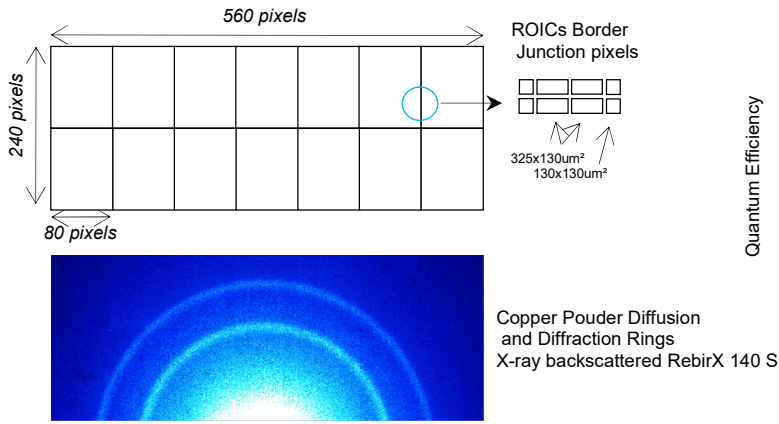 560 pixels
ROICs Border
Junction pixels
240 pixels
325x130um²
130x130um²
80 pixels
Quantum Efficiency
Copper Pouder Diffusion
and Diffraction Rings
X-ray backscattered RebirX 140 S